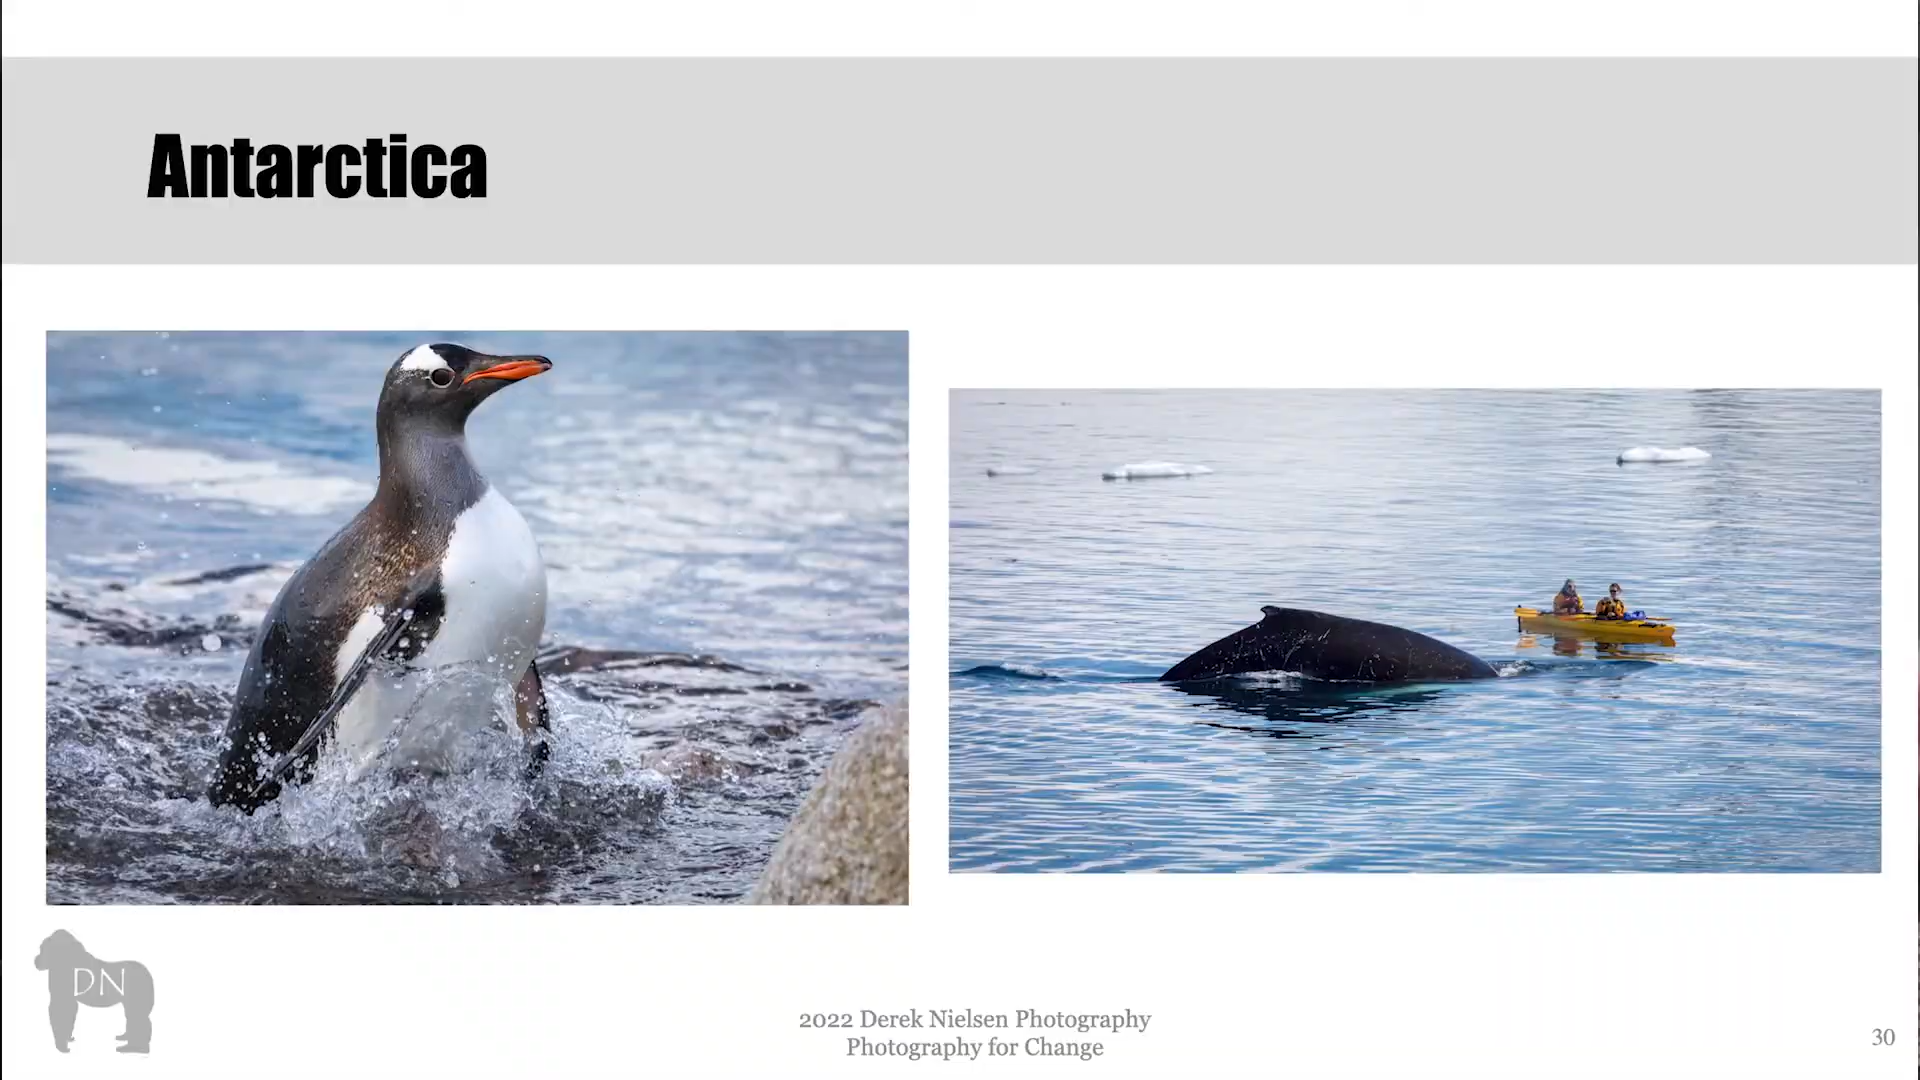 Antarctica
DN
2022 Derek Nielsen Photography
Photography for Change
30